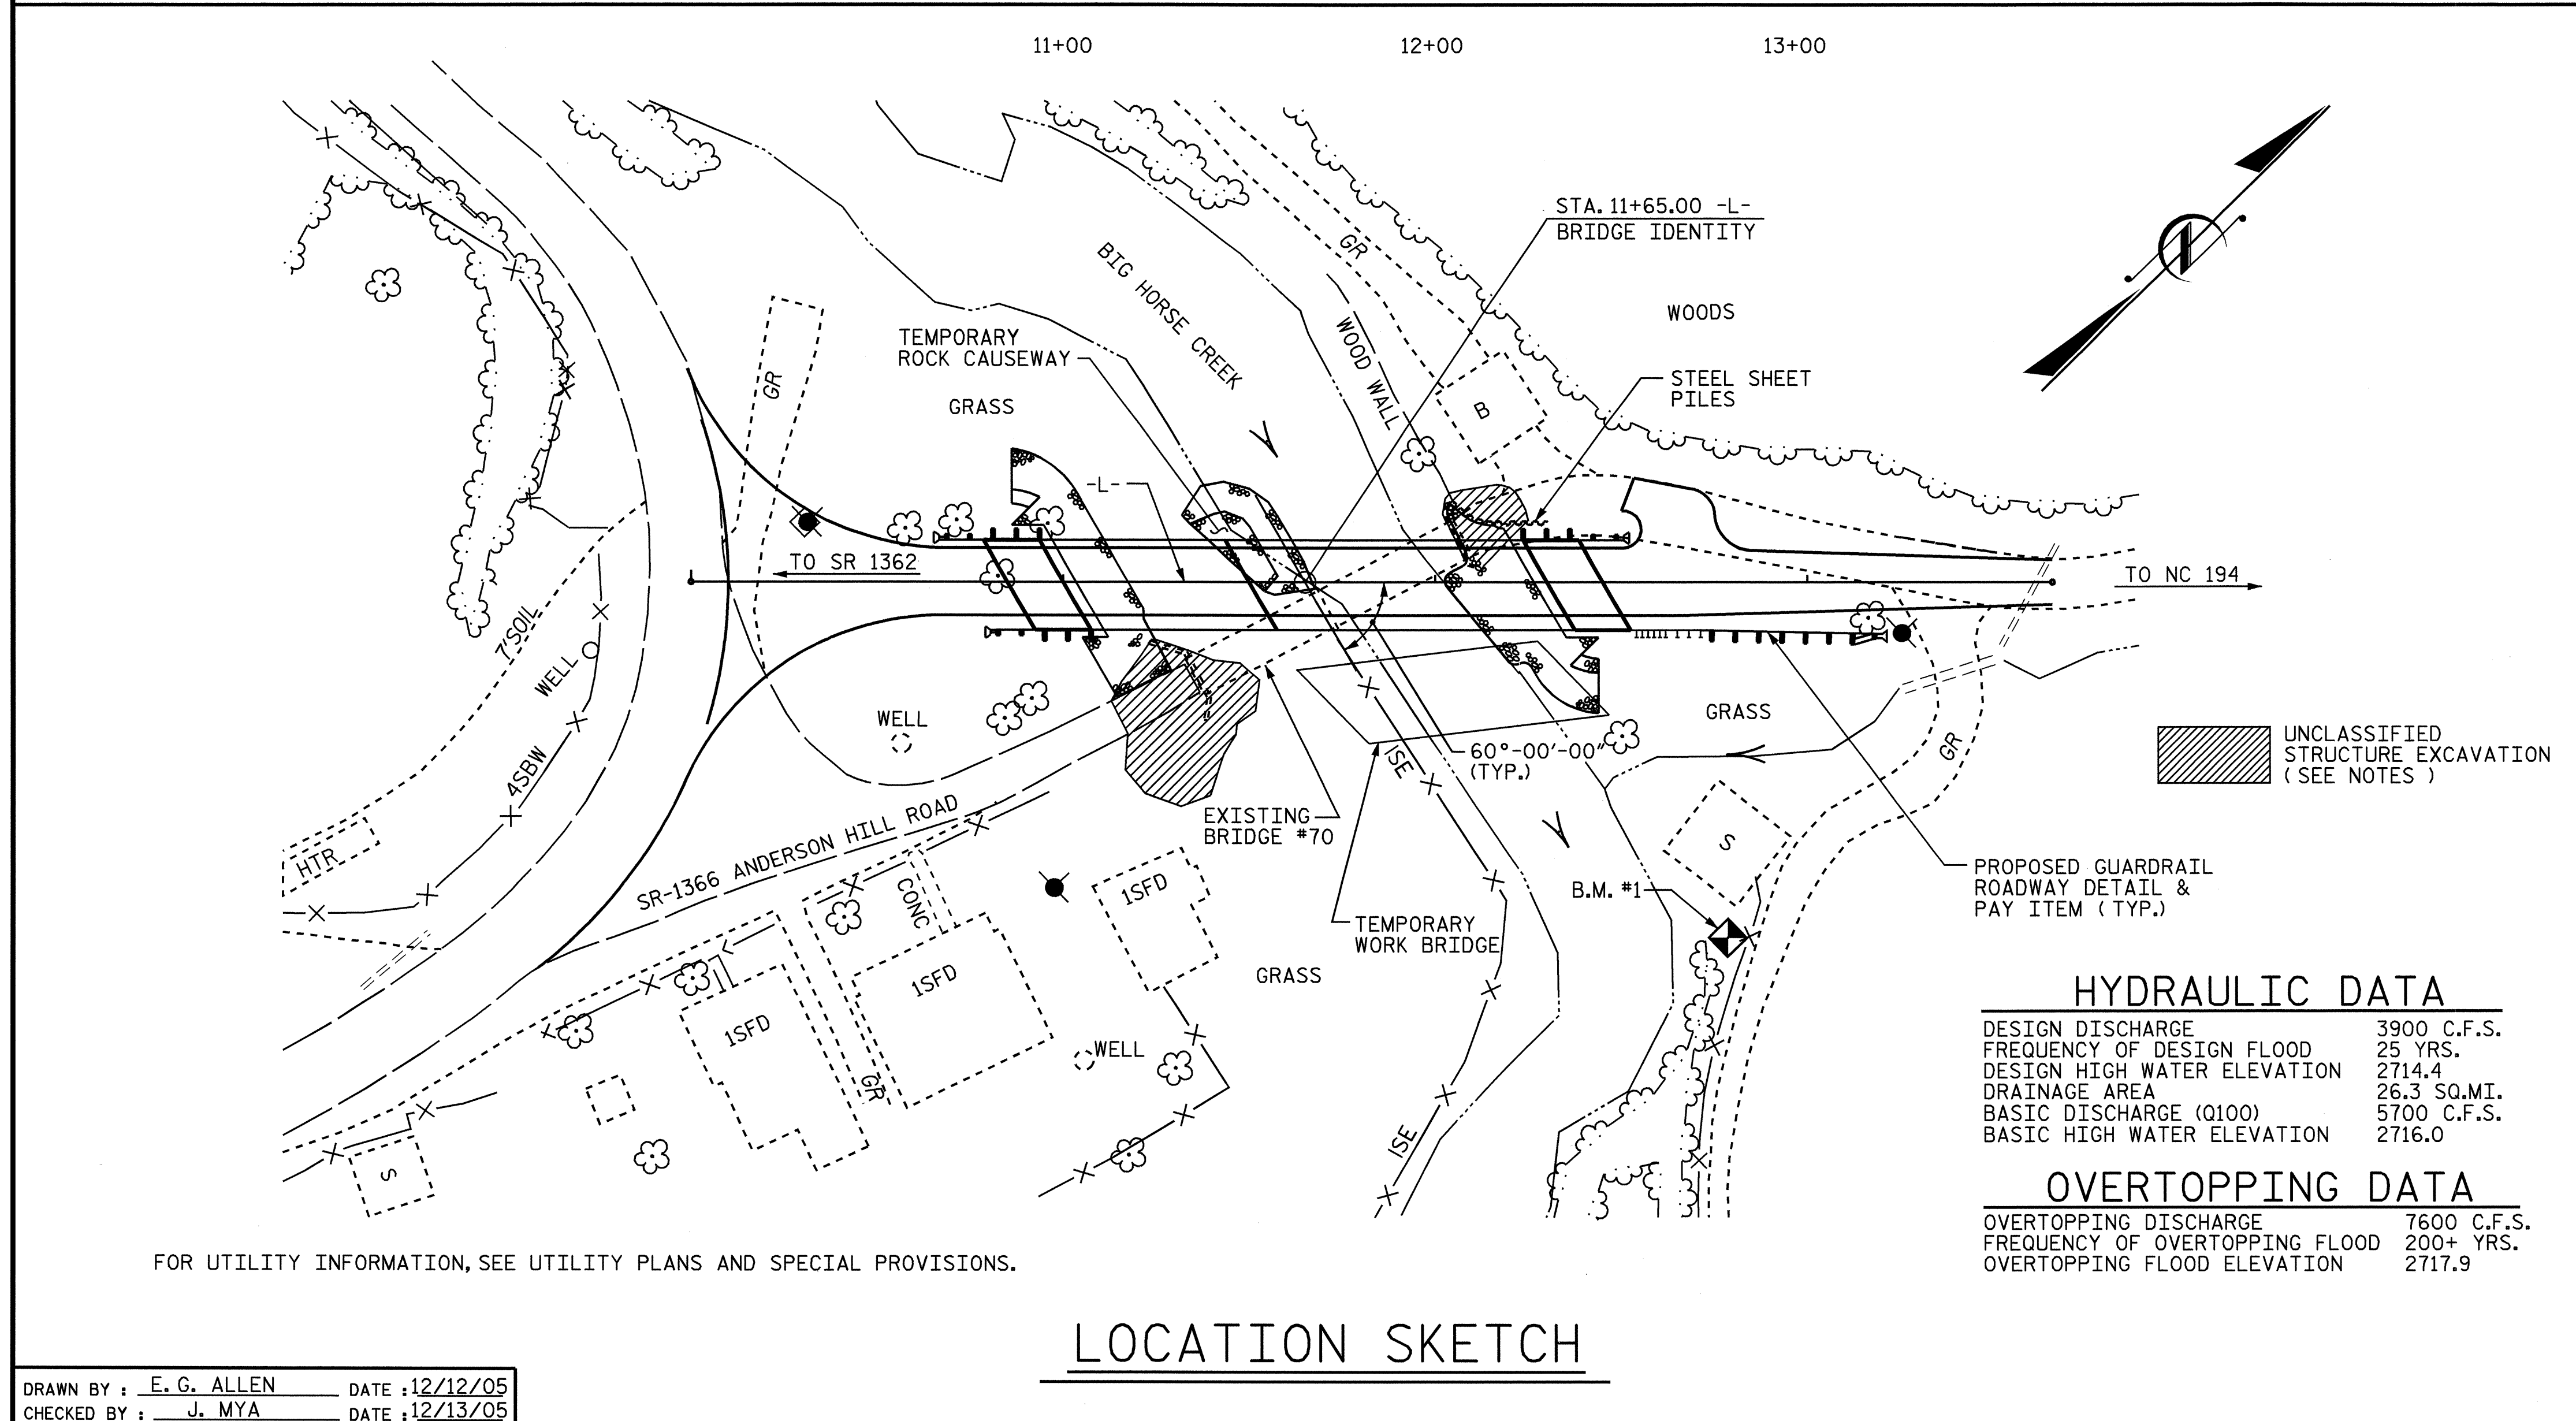 11+00
12+00
13+00
STA. 11+65.00 -L-
BRIDGE IDENTITY
GR
BIG HORSE CREEK
WOODS
TEMPORARY
ROCK CAUSEWAY
WOOD WALL
GR
STEEL SHEET
PILES
GRASS
B
-L-
TO SR 1362
TO NC 194
7'SOIL
WELL
WELL
GRASS
UNCLASSIFIED
STRUCTURE EXCAVATION
( SEE NOTES )
4SBW
ISE
60°-00'-00"
(TYP.)
GR
EXISTING
BRIDGE #70
SR-1366 ANDERSON HILL ROAD
HTR
S
PROPOSED GUARDRAIL
ROADWAY DETAIL &
PAY ITEM ( TYP.)
CONC
1SFD
B.M. #1
TEMPORARY
WORK BRIDGE
1SFD
GRASS
1SFD
WELL
GR
ISE
S
HYDRAULIC DATA
DESIGN DISCHARGE 3900 C.F.S.
FREQUENCY OF DESIGN FLOOD 25 YRS.
DESIGN HIGH WATER ELEVATION 2714.4
DRAINAGE AREA 26.3 SQ.MI.
BASIC DISCHARGE (Q100) 5700 C.F.S.
BASIC HIGH WATER ELEVATION 2716.0
OVERTOPPING DATA
OVERTOPPING DISCHARGE 7600 C.F.S.
FREQUENCY OF OVERTOPPING FLOOD 200+ YRS.
OVERTOPPING FLOOD ELEVATION 2717.9
FOR UTILITY INFORMATION, SEE UTILITY PLANS AND SPECIAL PROVISIONS.
LOCATION SKETCH
DRAWN BY : E. G. ALLEN DATE : 12/12/05
CHECKED BY : J. MYA DATE : 12/13/05